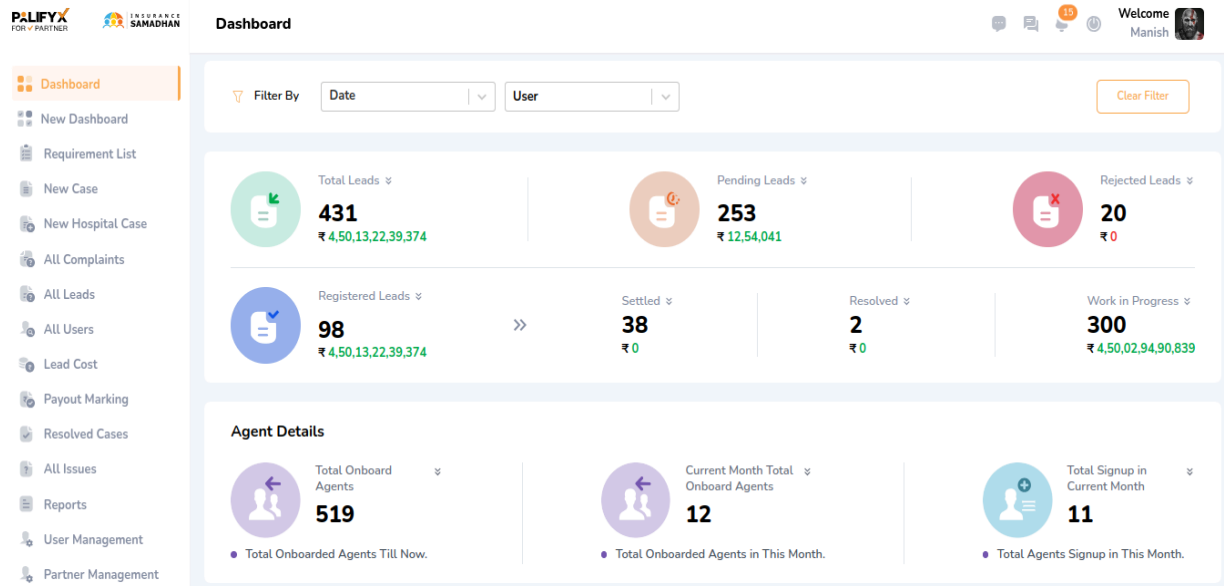 PALIFYX
FOR PARTNER
INSURANCE
SAMADHAN
Dashboard
15
Welcome
Manish
Dashboard
New Dashboard
Requirement List
New Case
New Hospital Case
All Complaints
All Leads
All Users
Lead Cost
Payout Marking
Resolved Cases
All Issues
Reports
User Management
Partner Management
Filter By
Date
User
Clear Filter
Total Leads
431
₹ 4,50,13,22,39,374
Pending Leads
253
₹ 12,54,041
Rejected Leads
20
₹ 0
Registered Leads
98
₹ 4,50,13,22,39,374
Settled
38
₹ 0
Resolved
2
₹ 0
Work in Progress
300
₹ 4,50,02,94,90,839
Agent Details
Total Onboard
Agents
519
Total Onboarded Agents Till Now.
Current Month Total
Onboard Agents
12
Total Onboarded Agents in This Month.
Total Signup in
Current Month
11
Total Agents Signup in This Month.